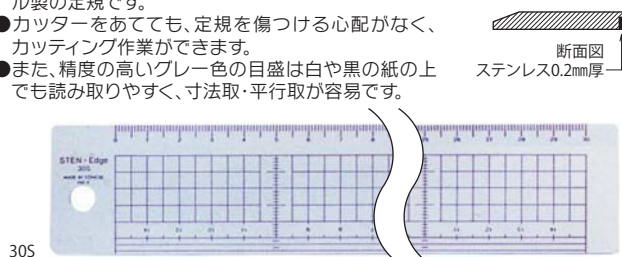 ル製の定規です。
●カッターをあてても、定規を傷つける心配がなく、
カッティング作業ができます。
●また、精度の高いグレー色の目盛は白や黒の紙の上
でも読み取りやすく、寸法取・平行取が容易です。
断面図
ステンレス0.2㎜厚
STEN・Edge
30S
30S